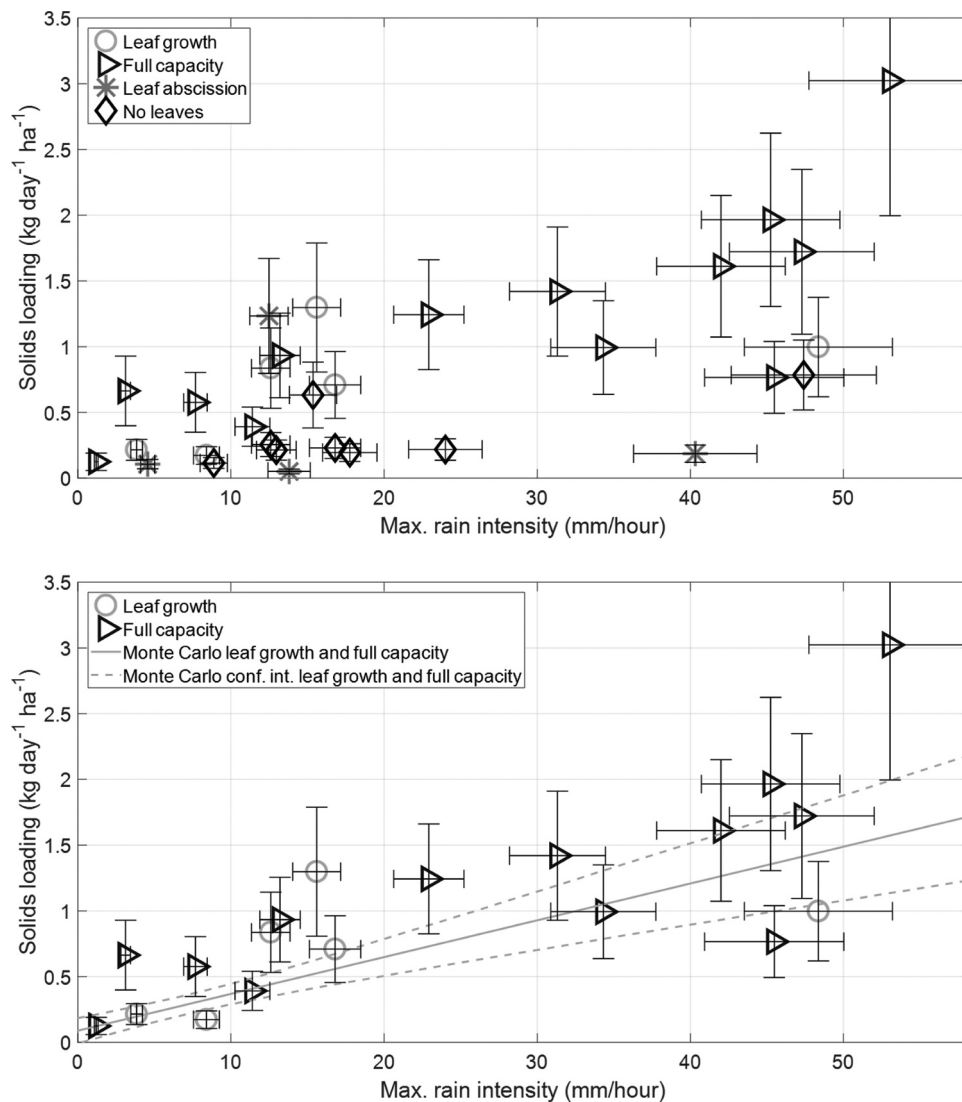 3.5
3
2.5
2
1.5
1
0.5
0
Solids loading (kg day-1 ha-1)
Leaf growth
Full capacity
Leaf abscission
No leaves
0 10 20 30 40 50
Max. rain intensity (mm/hour)
3.5
3
2.5
2
1.5
1
0.5
0
Solids loading (kg day-1 ha-1)
Leaf growth
Full capacity
Monte Carlo leaf growth and full capacity
Monte Carlo conf. int. leaf growth and full capacity
0 10 20 30 40 50
Max. rain intensity (mm/hour)